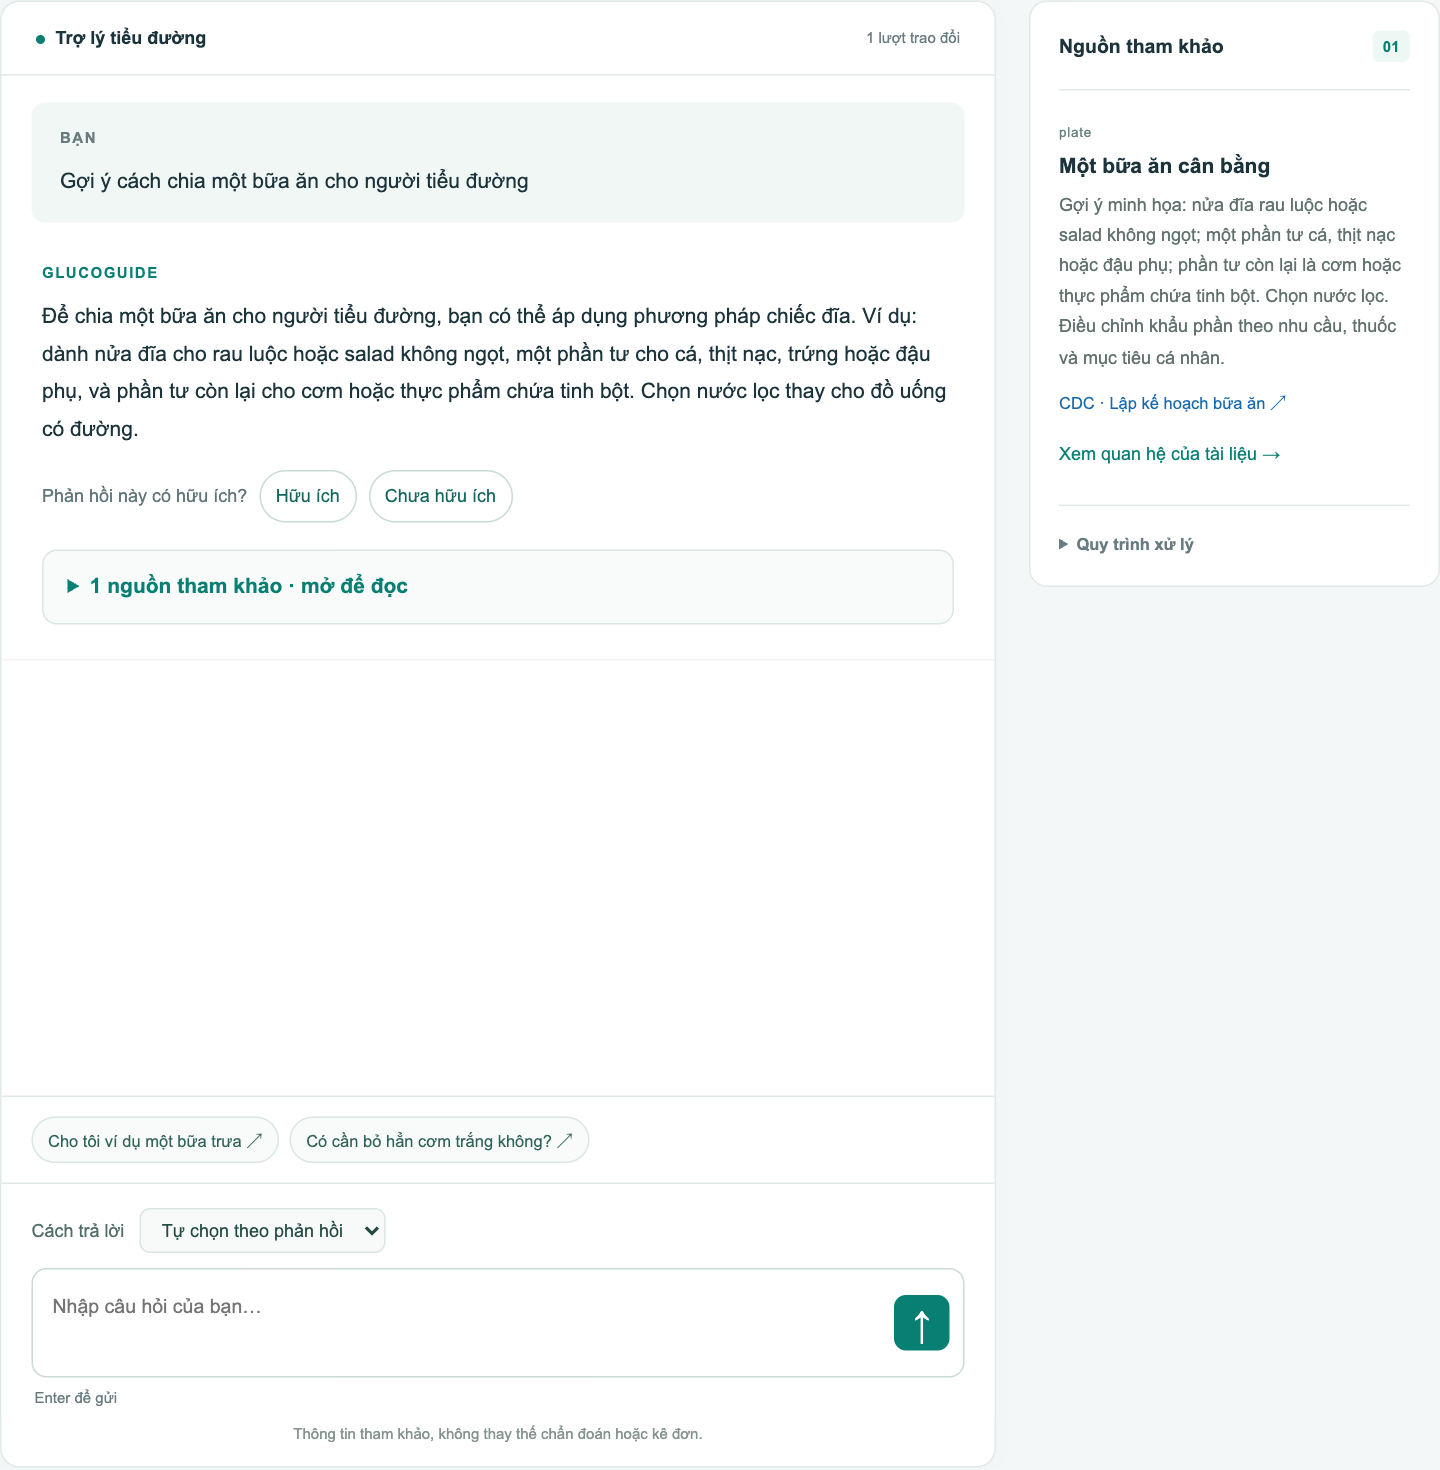 Trợ lý tiểu đường
1 lượt trao đổi
BẠN
Gợi ý cách chia một bữa ăn cho người tiểu đường
GLUCOGUIDE
Để chia một bữa ăn cho người tiểu đường, bạn có thể áp dụng phương pháp chiếc đĩa. Ví dụ:
dành nửa đĩa cho rau luộc hoặc salad không ngọt, một phần tư cho cá, thịt nạc, trứng hoặc đậu
phụ, và phần tư còn lại cho cơm hoặc thực phẩm chứa tinh bột. Chọn nước lọc thay cho đồ uống
có đường.
Phản hồi này có hữu ích?
Hữu ích
Chưa hữu ích
▶ 1 nguồn tham khảo · mở để đọc
Cho tôi ví dụ một bữa trưa ↗
Có cần bỏ hẳn cơm trắng không? ↗
Cách trả lời
Tự chọn theo phản hồi
Nhập câu hỏi của bạn...
↑
Enter để gửi
Thông tin tham khảo, không thay thế chẩn đoán hoặc kê đơn.
Nguồn tham khảo
01
plate
Một bữa ăn cân bằng
Gợi ý minh họa: nửa đĩa rau luộc hoặc
salad không ngọt; một phần tư cá, thịt nạc
hoặc đậu phụ; phần tư còn lại là cơm hoặc
thực phẩm chứa tinh bột. Chọn nước lọc.
Điều chỉnh khẩu phần theo nhu cầu, thuốc
và mục tiêu cá nhân.
CDC · Lập kế hoạch bữa ăn ↗
Xem quan hệ của tài liệu →
▶ Quy trình xử lý